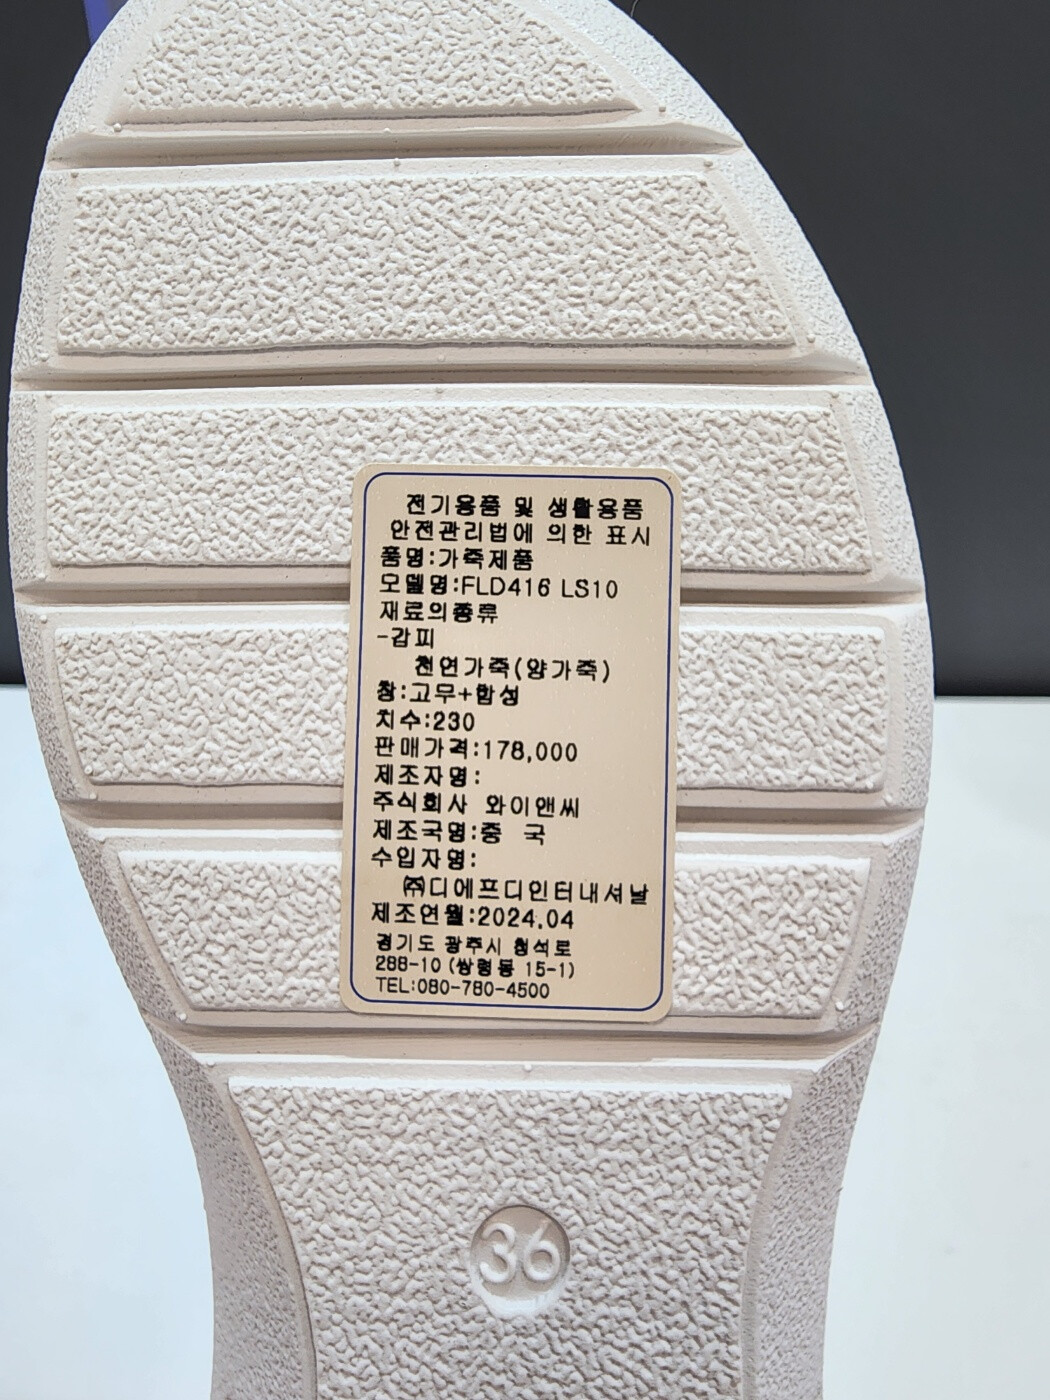 전기용품 및 생활용품
안전관리법에 의한 표시
품명:가죽제품
모델명:FLD416 LS10
재료의종류
-갑피
천연가죽(양가죽)
창:고무+합성
치수:230
판매가격:178,000
제조자명:
주식회사 와이앤씨
제조국명:중 국
수입자명:
㈜디에프디인터내셔날
제조연월:2024.04
경기도 광주시 청석로
288-10 (쌍령동 15-1)
TEL:080-780-4500
36